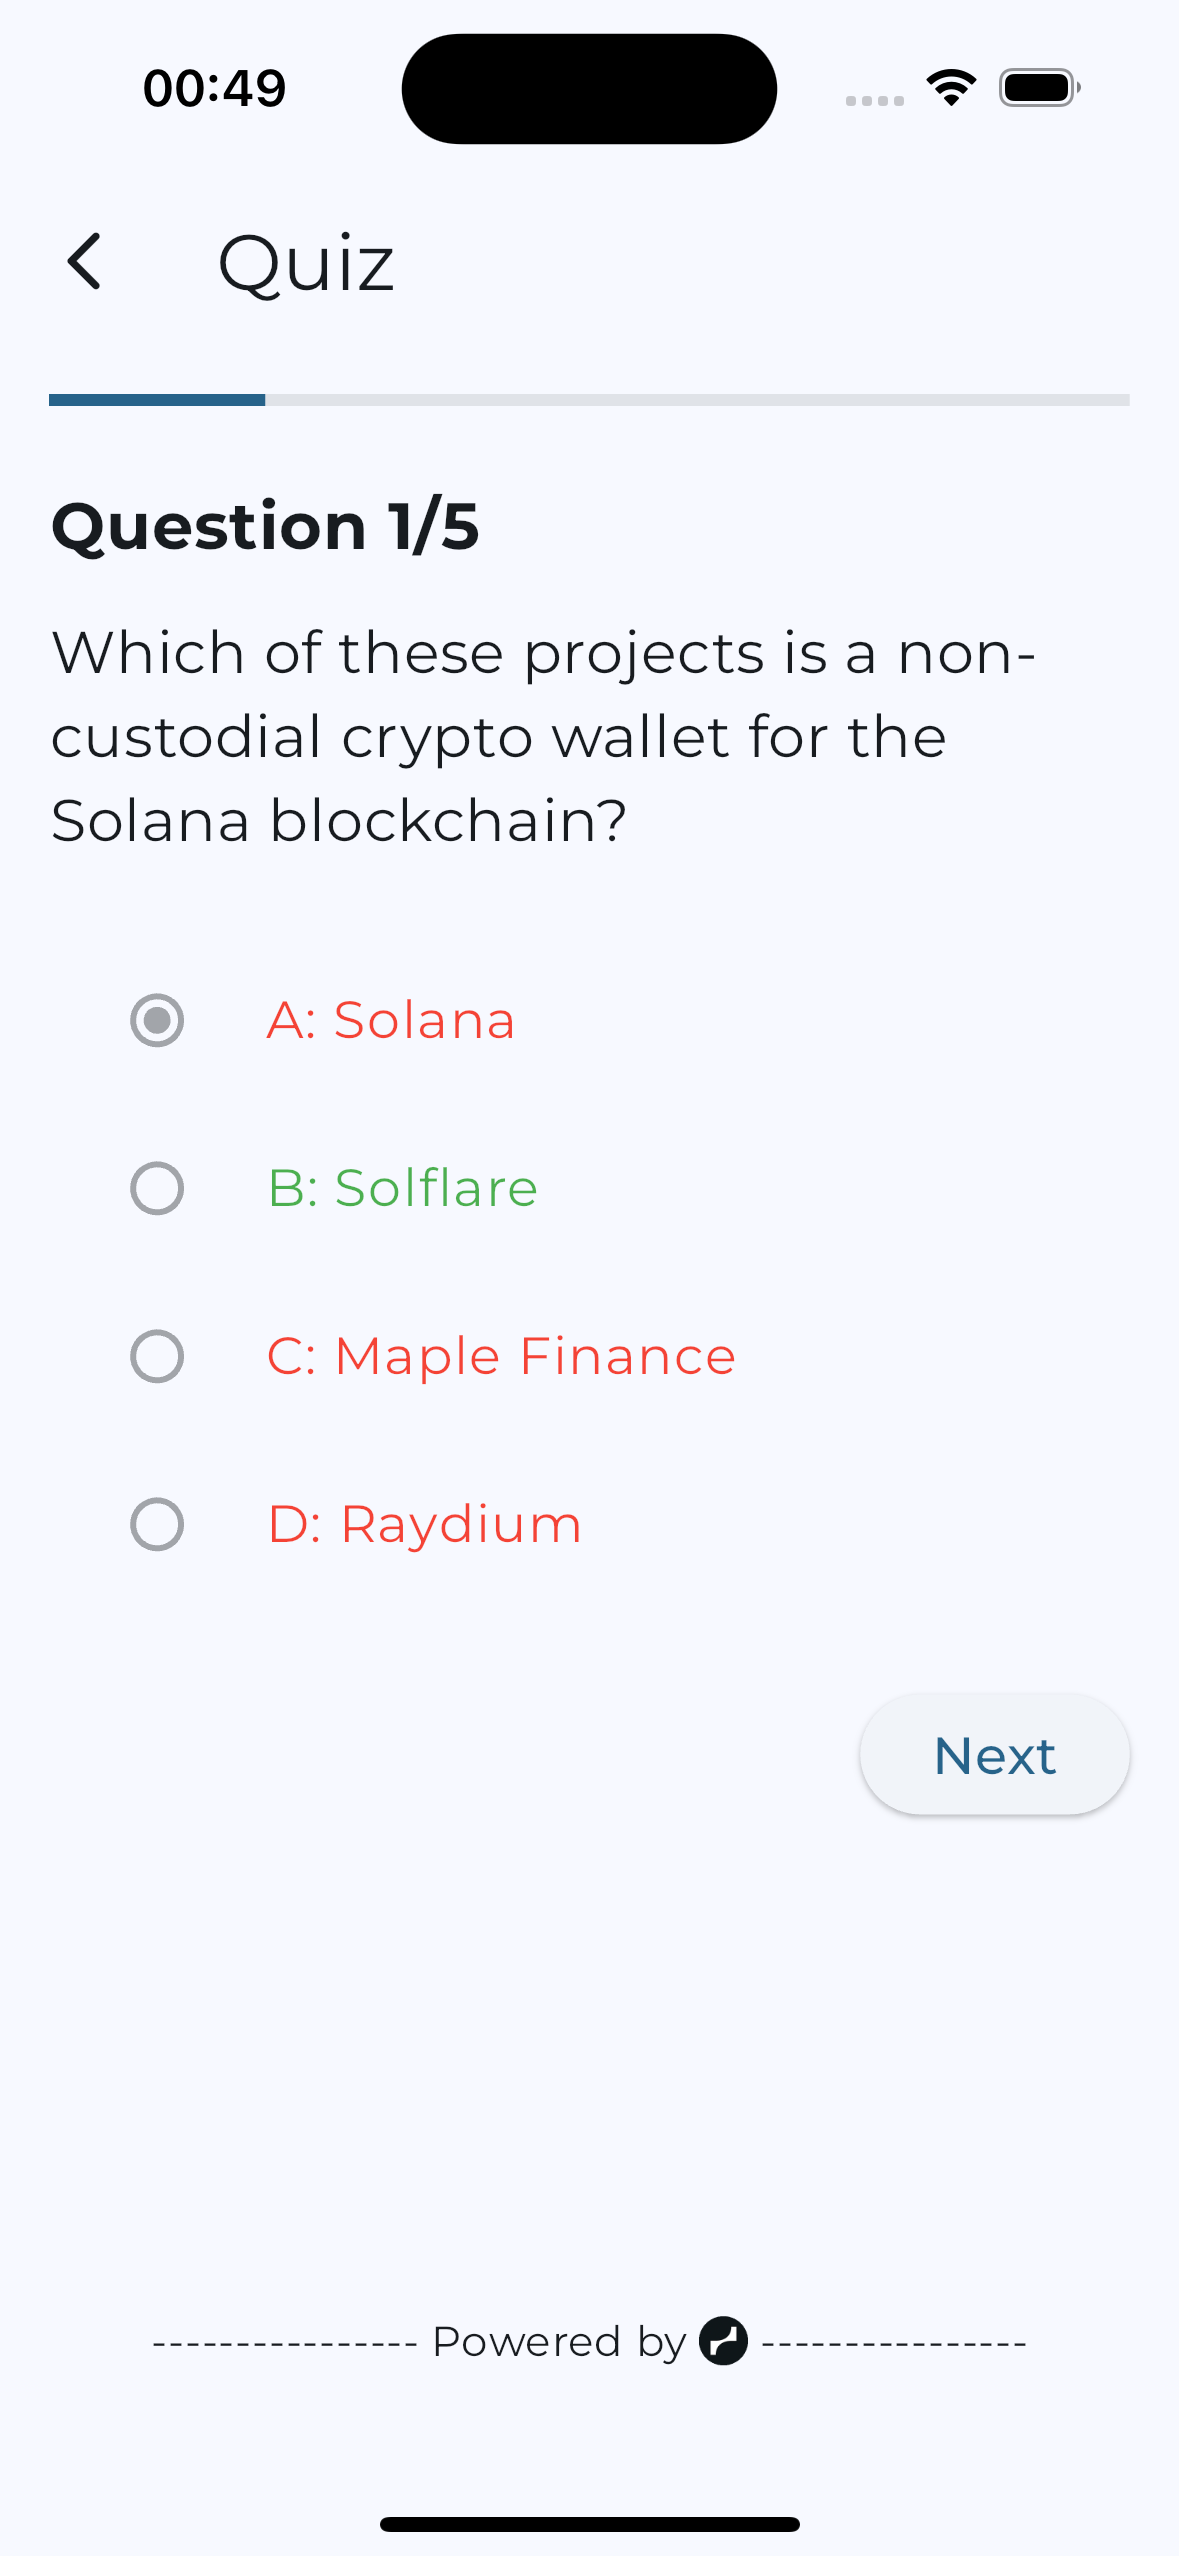 00:49
Quiz
Question 1/5
Which of these projects is a non-
custodial crypto wallet for the
Solana blockchain?
A: Solana
B: Solflare
C: Maple Finance
D: Raydium
Next
---------------- Powered by ----------------